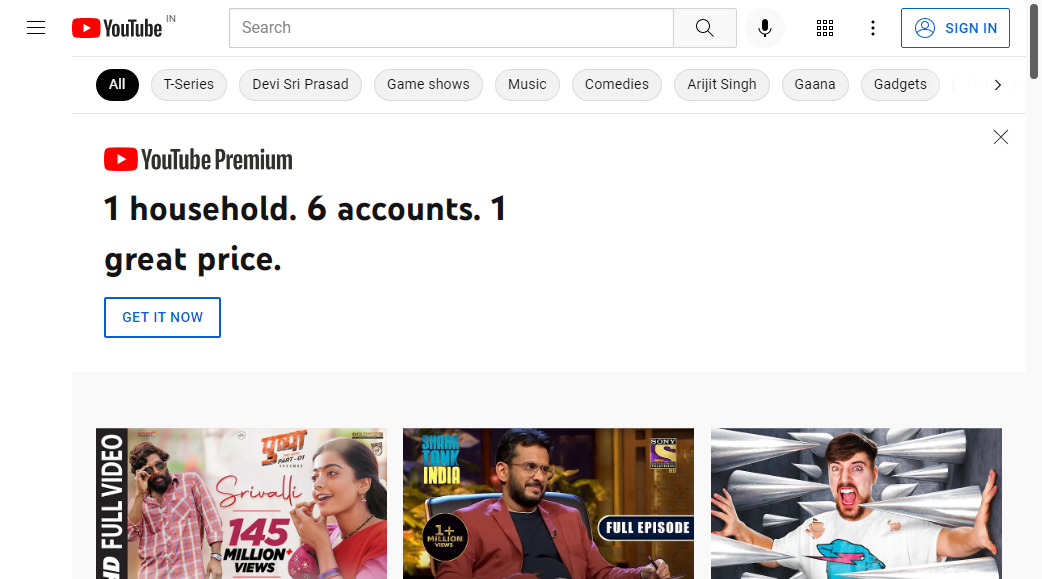 YouTube IN
Search
SIGN IN
All
T-Series
Devi Sri Prasad
Game shows
Music
Comedies
Arijit Singh
Gaana
Gadgets
YouTube Premium
1 household. 6 accounts. 1
great price.
GET IT NOW
HD FULL VIDEO
पुष्पा
PART-01
Srivalli
145
MILLION+
VIEWS
SHARK
TANK
INDIA
1+
MILLION
VIEWS
SONY
FULL EPISODE